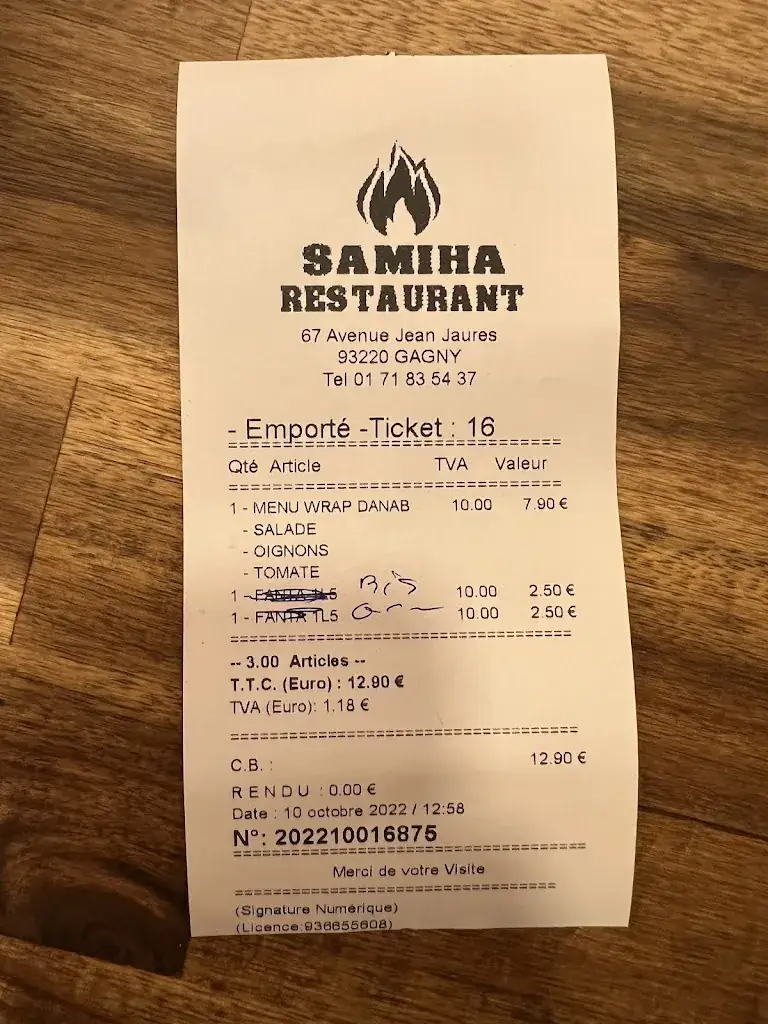 SAMIHA
RESTAURANT
67 Avenue Jean Jaures
93220 GAGNY
Tel 01 71 83 54 37
- Emporté -Ticket : 16
Qté Article TVA Valeur
1 - MENU WRAP DANAB 10.00 7.90 €
- SALADE
- OIGNONS
- TOMATE
1 - FANTA 1L5 10.00 2.50 €
1 - FANTA 1L5 10.00 2.50 €
-- 3.00 Articles --
T.T.C. (Euro) : 12.90 €
TVA (Euro): 1.18 €
C.B. : 12.90 €
RENDU : 0.00 €
Date : 10 octobre 2022 / 12:58
N°: 202210016875
Merci de votre Visite
(Signature Numérique)
(Licence:936655608)